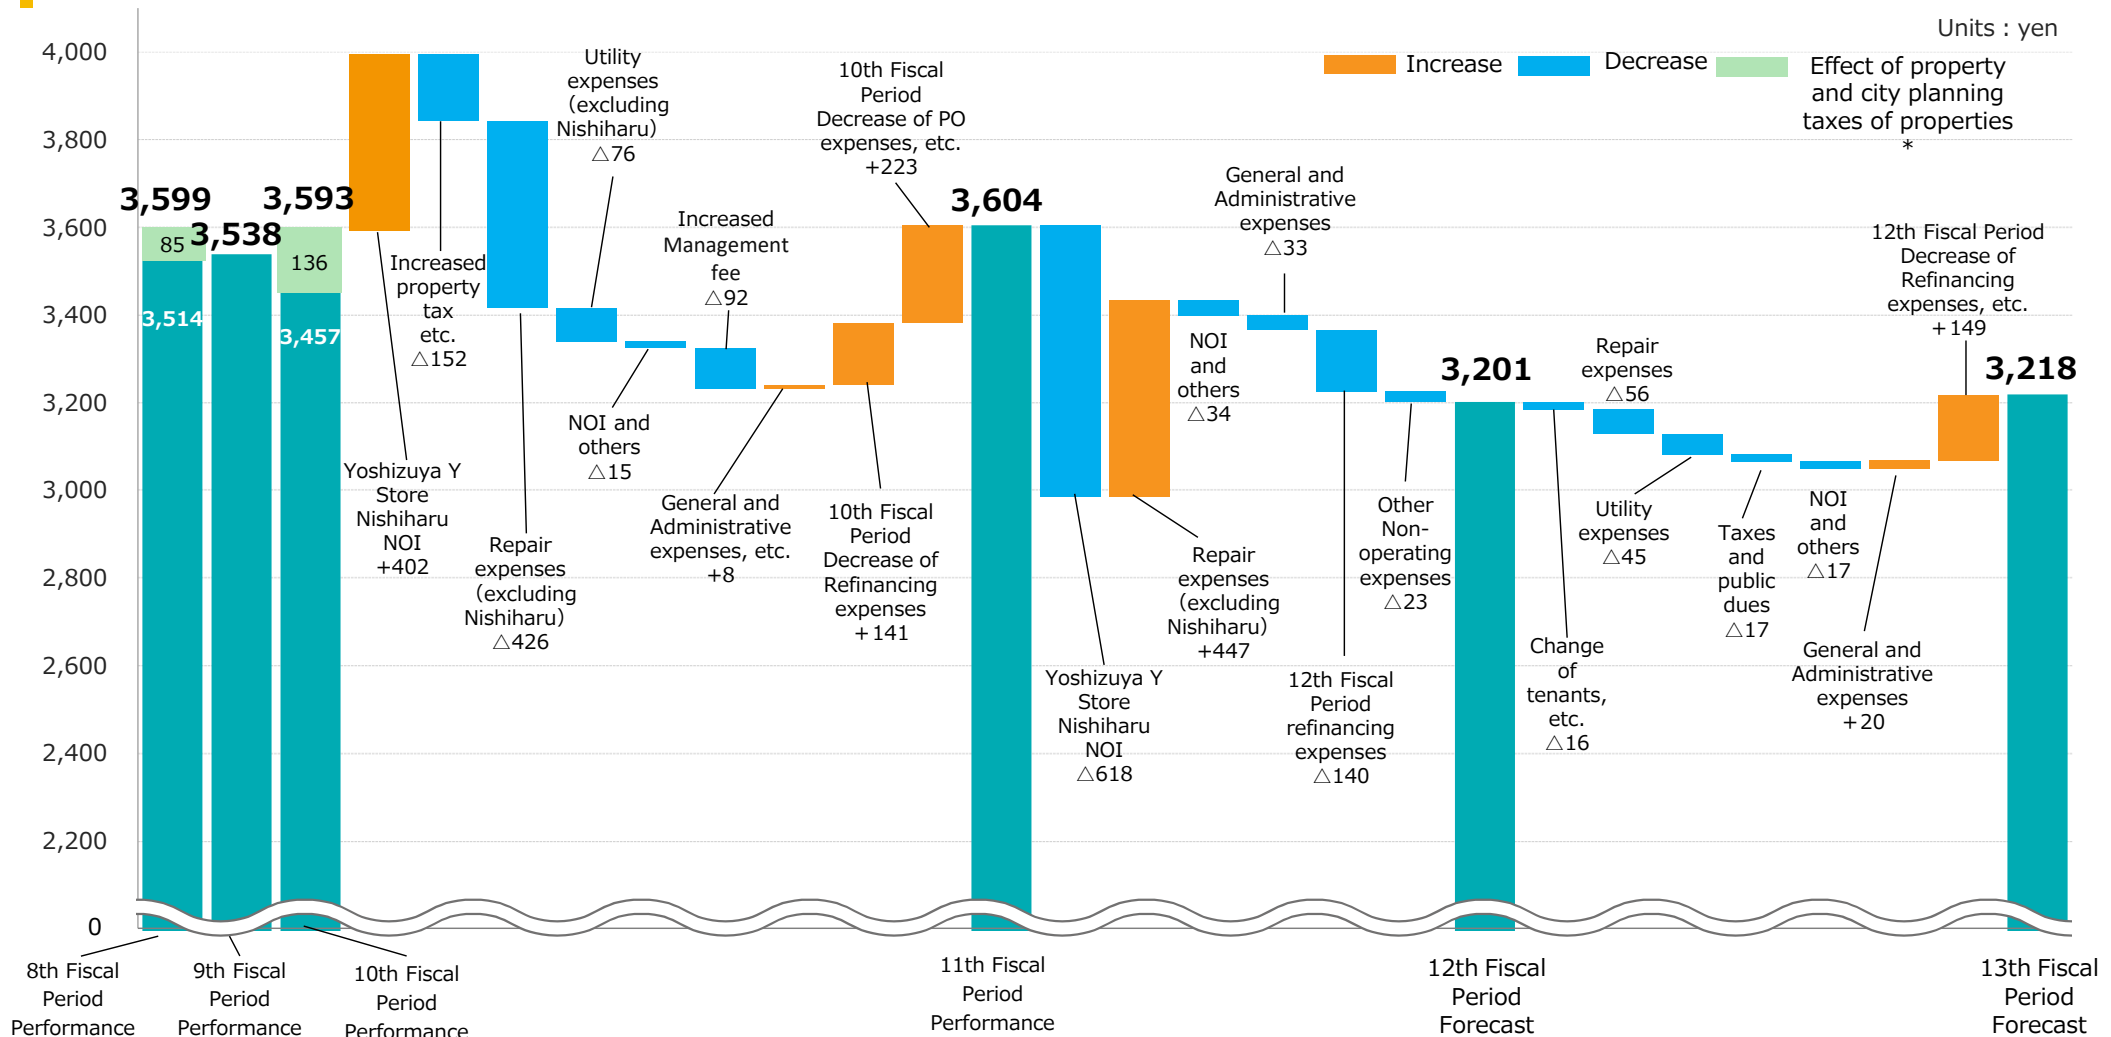 Units : yen
Increase
Decrease
Effect of property
and city planning
taxes of properties
*
4,000
3,800
3,600
3,400
3,200
3,000
2,800
2,600
2,400
2,200
0
3,599
85
3,514
3,538
3,593
136
3,457
Yoshizuya Y
Store
Nishiharu
NOI
+402
Increased
property
tax
etc.
△152
Repair
expenses
(excluding
Nishiharu)
△426
Utility
expenses
(excluding
Nishiharu)
△76
NOI and
others
△15
Increased
Management
fee
△92
General and
Administrative
expenses, etc.
+8
10th Fiscal
Period
Decrease of
Refinancing
expenses
+141
10th Fiscal
Period
Decrease of PO
expenses, etc.
+223
3,604
Yoshizuya Y
Store
Nishiharu
NOI
△618
Repair
expenses
(excluding
Nishiharu)
+447
NOI
and
others
△34
General and
Administrative
expenses
△33
12th Fiscal
Period
refinancing
expenses
△140
Other
Non-
operating
expenses
△23
3,201
Change
of
tenants,
etc.
△16
Repair
expenses
△56
Utility
expenses
△45
Taxes
and
public
dues
△17
NOI
and
others
△17
General and
Administrative
expenses
+20
12th Fiscal Period
Decrease of
Refinancing
expenses, etc.
+149
3,218
8th Fiscal
Period
Performance
9th Fiscal
Period
Performance
10th Fiscal
Period
Performance
11th Fiscal
Period
Performance
12th Fiscal
Period
Forecast
13th Fiscal
Period
Forecast